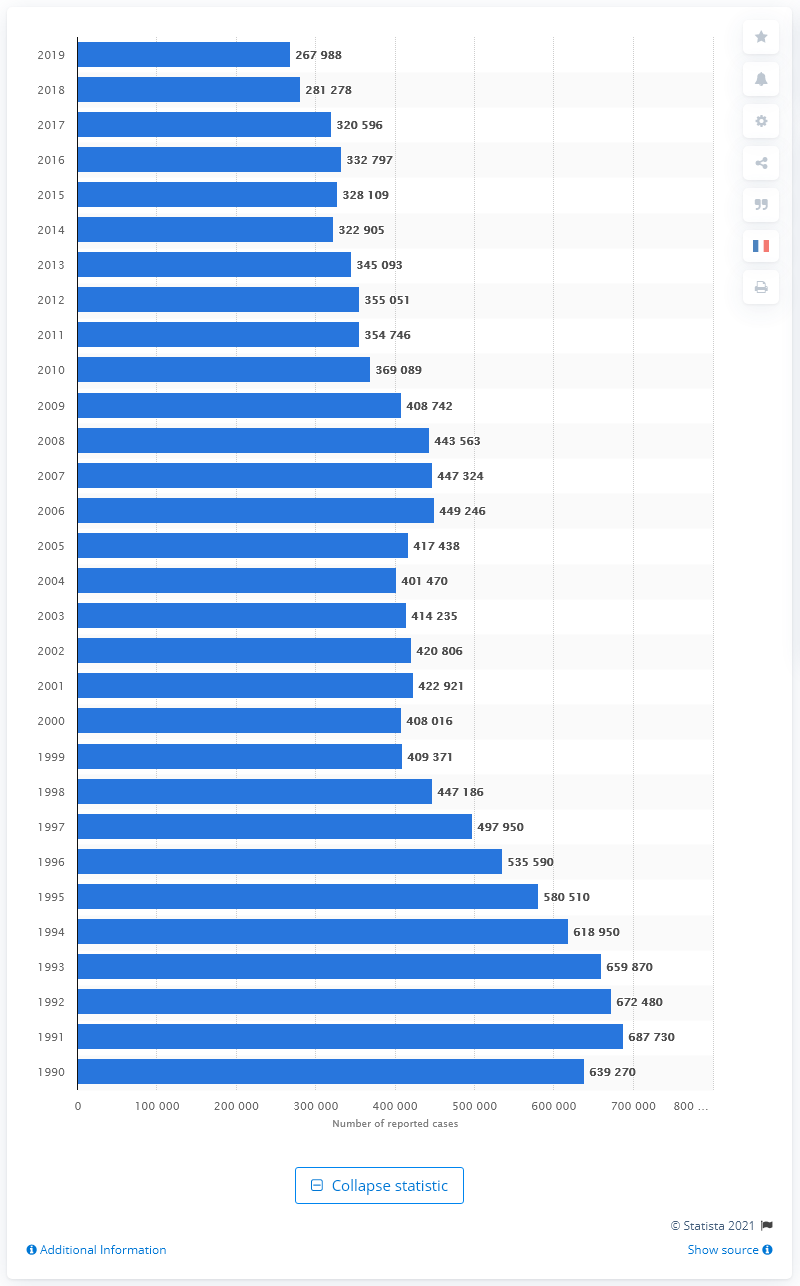 2019 267 988
2018 281 278
2017 320 596
2016 332 797
2015 328 109
2014 322 905
2013 345 093
2012 355 051
2011 354 746
2010 369 089
2009 408 742
2008 443 563
2007 447 324
2006 449 246
2005 417 438
2004 401 470
2003 414 235
2002 420 806
2001 422 921
2000 408 016
1999 409 371
1998 447 186
1997 497 950
1996 535 590
1995 580 510
1994 618 950
1993 659 870
1992 672 480
1991 687 730
1990 639 270
0 100 000 200 000 300 000 400 000 500 000 600 000 700 000 800 ...
Number of reported cases
Collapse statistic
© Statista 2021
Additional Information Show source